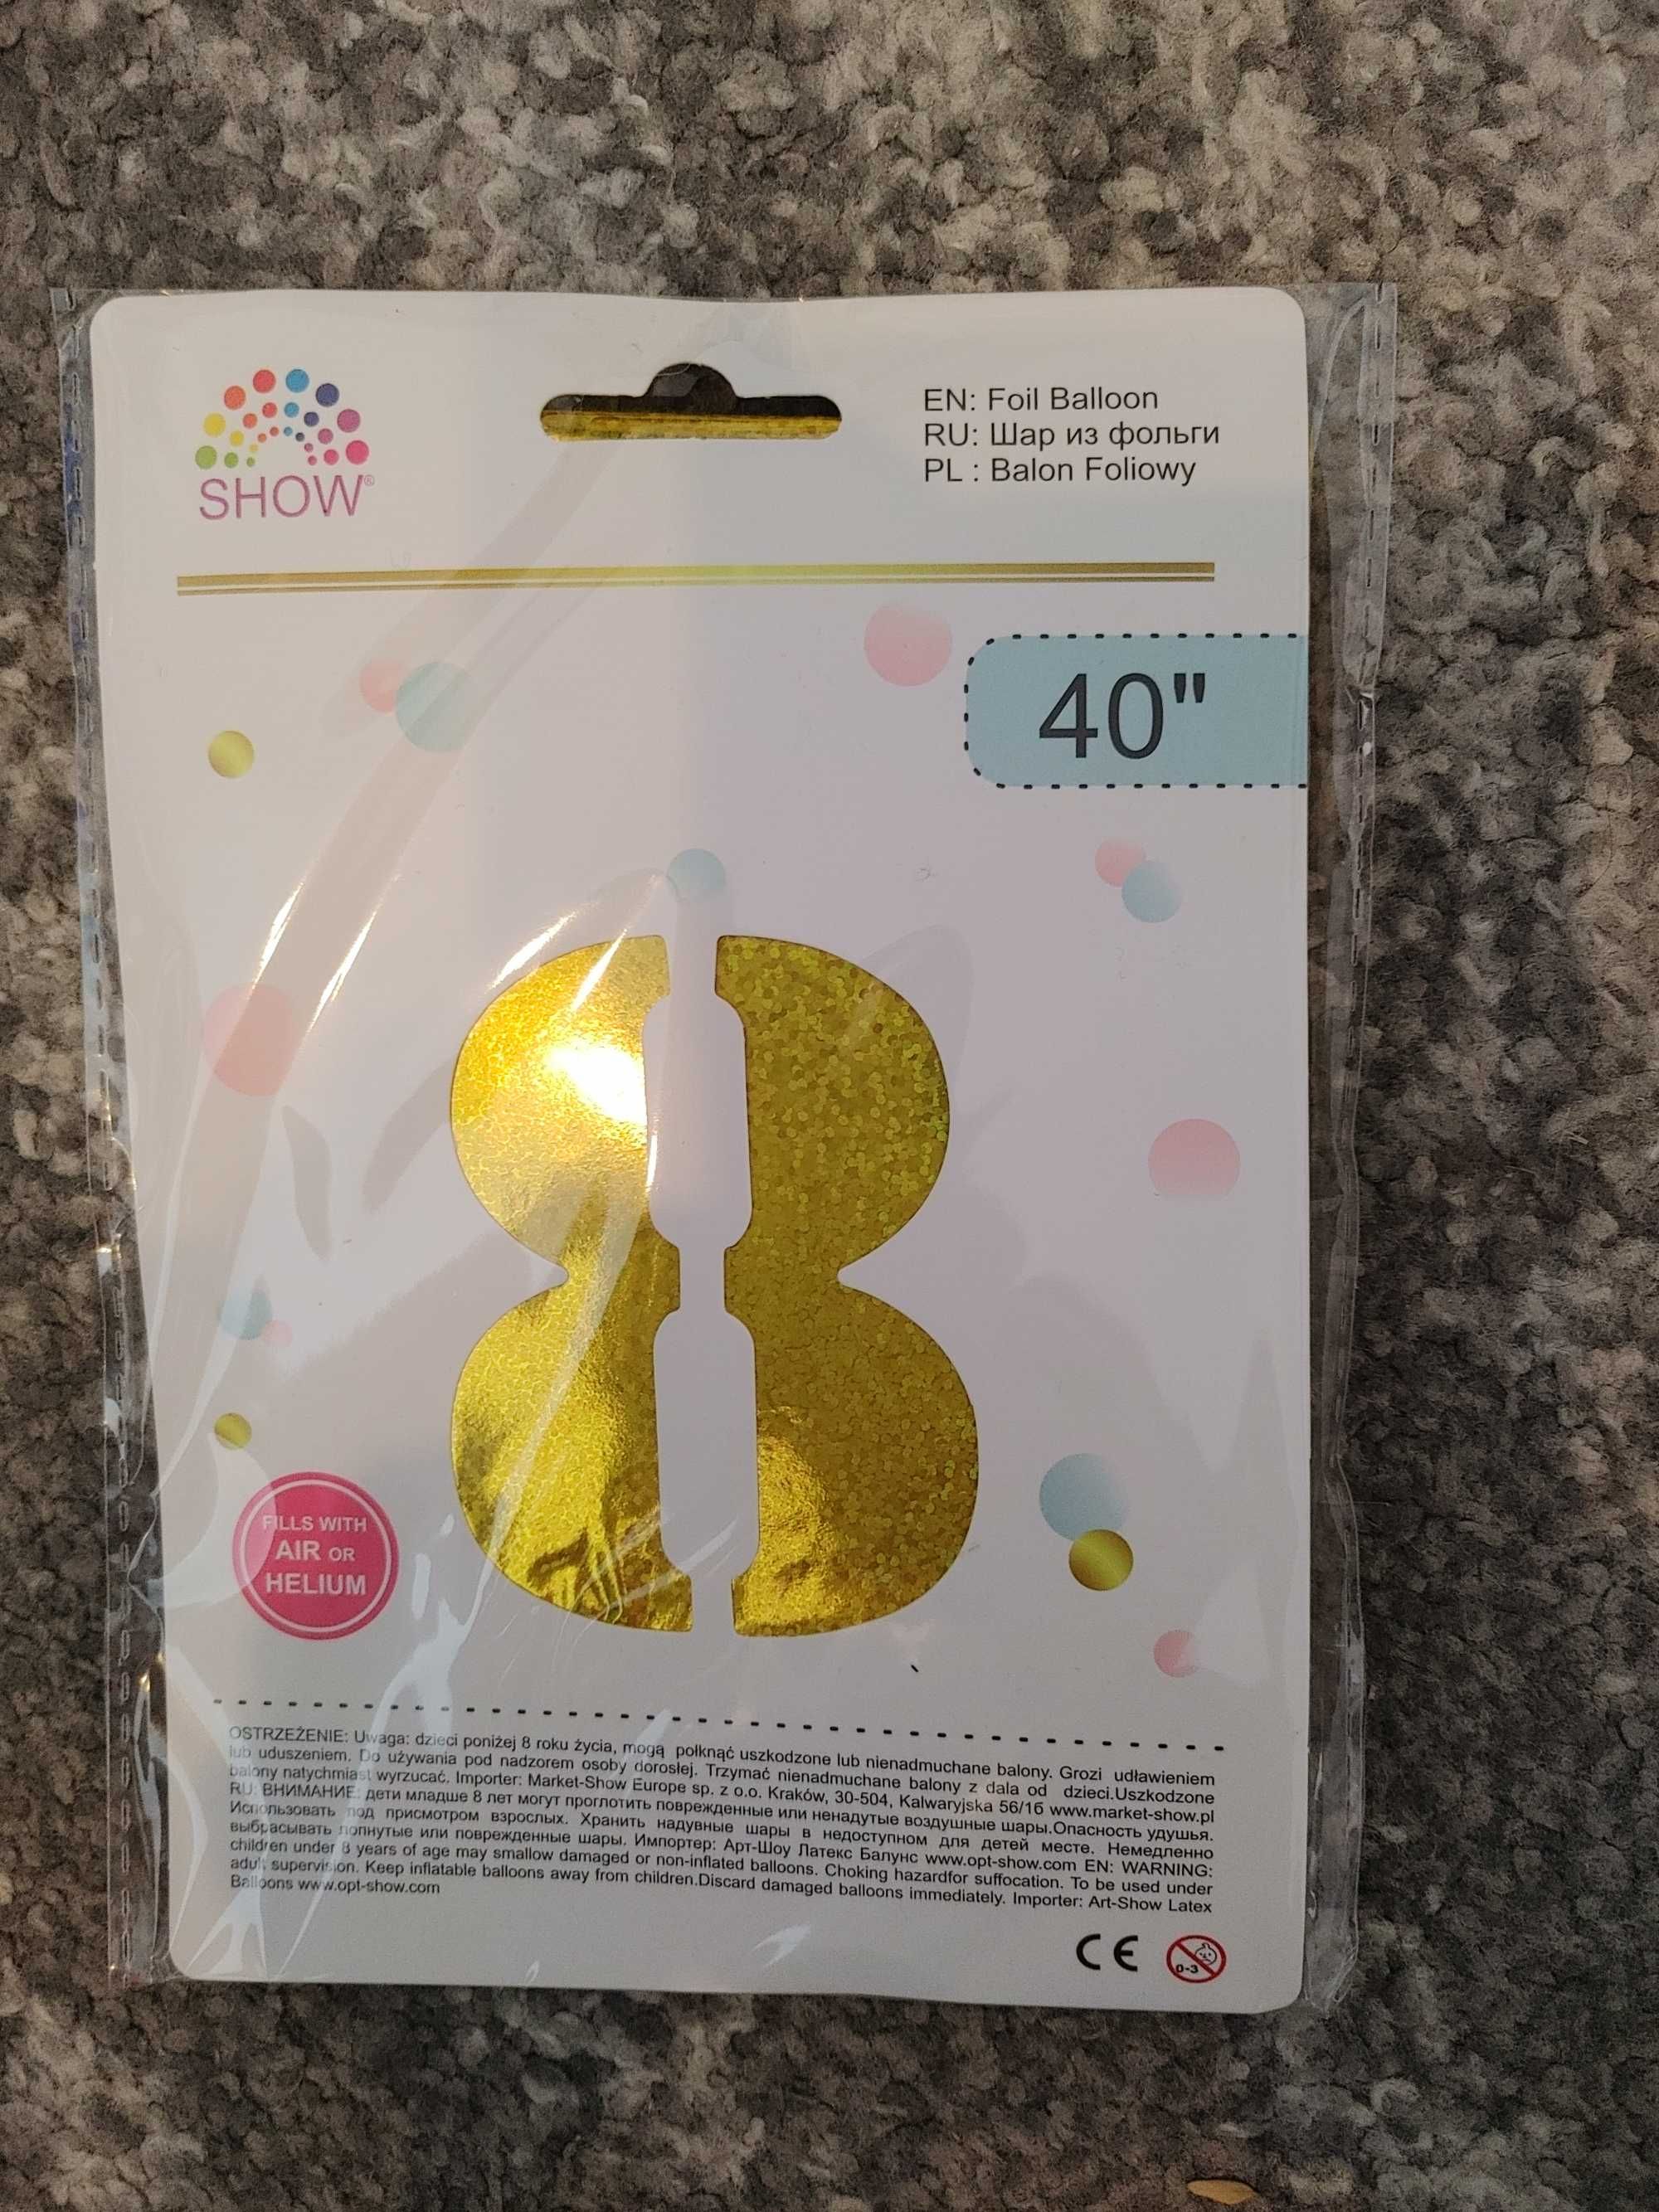 SHOW®
EN: Foil Balloon
RU: Шар из фольги
PL : Balon Foliowy
40"
8
FILLS WITH
AIR OR
HELIUM
OSTRZEŻENIE: Uwaga: dzieci poniżej 8 roku życia, mogą połknąć uszkodzone lub nienadmuchane balony. Grozi udławieniem
lub uduszeniem. Do używania pod nadzorem osoby dorosłej. Trzymać nienadmuchane balony z dala od dzieci.Uszkodzone
balony natychmiast wyrzucać. Importer: Market-Show Europe sp. z o.o. Kraków, 30-504, Kalwaryjska 56/16 www.market-show.pl
RU: ВНИМАНИЕ: дети младше 8 лет могут проглотить поврежденные или ненадутые воздушные шары.Опасность удушья.
Использовать под присмотром взрослых. Хранить надувные шары в недоступном для детей месте. Немедленно
выбрасывать лопнутые или поврежденные шары. Импортер: Арт-Шоу Латекс Балунс www.opt-show.com EN: WARNING:
children under 8 years of age may smallow damaged or non-inflated balloons. Choking hazardfor suffocation. To be used under
adult supervision. Keep inflatable balloons away from children.Discard damaged balloons immediately. Importer: Art-Show Latex
Balloons www.opt-show.com
CE
0-3